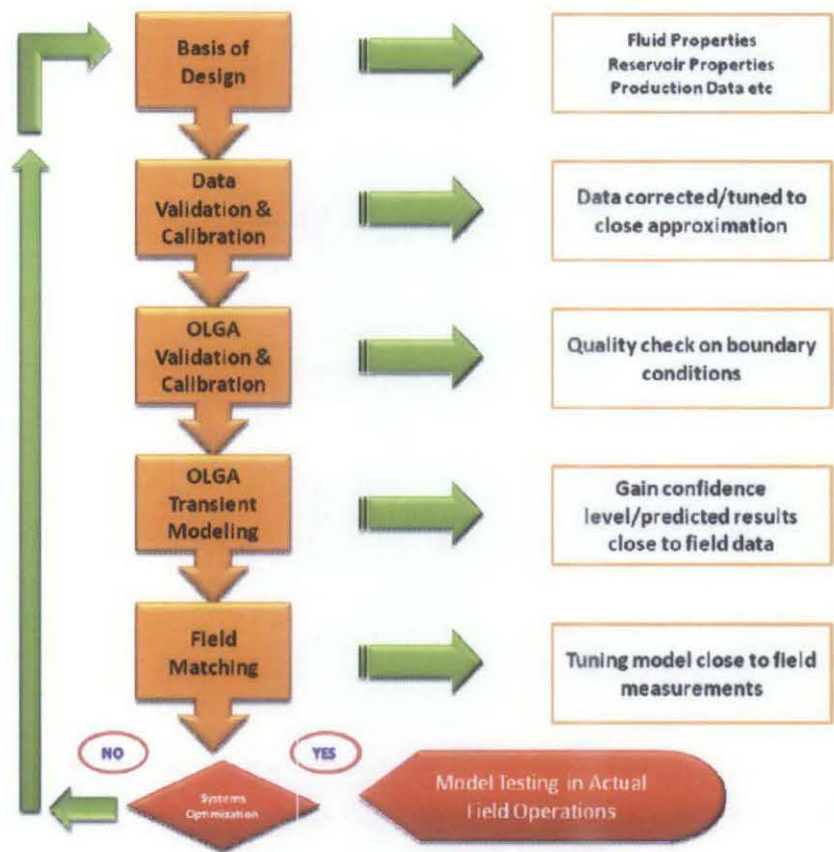 Basis of
Design
Fluid Properties
Reservoir Properties
Production Data etc
Data
Validation &
Calibration
Data corrected/tuned to
close approximation
OLGA
Validation &
Calibration
Quality check on boundary
conditions
OLGA
Transient
Modeling
Gain confidence
level/predicted results
close to field data
Field
Matching
Tuning model close to field
measurements
NO
YES
Systems
Optimization
Model Testing in Actual
Field Operations